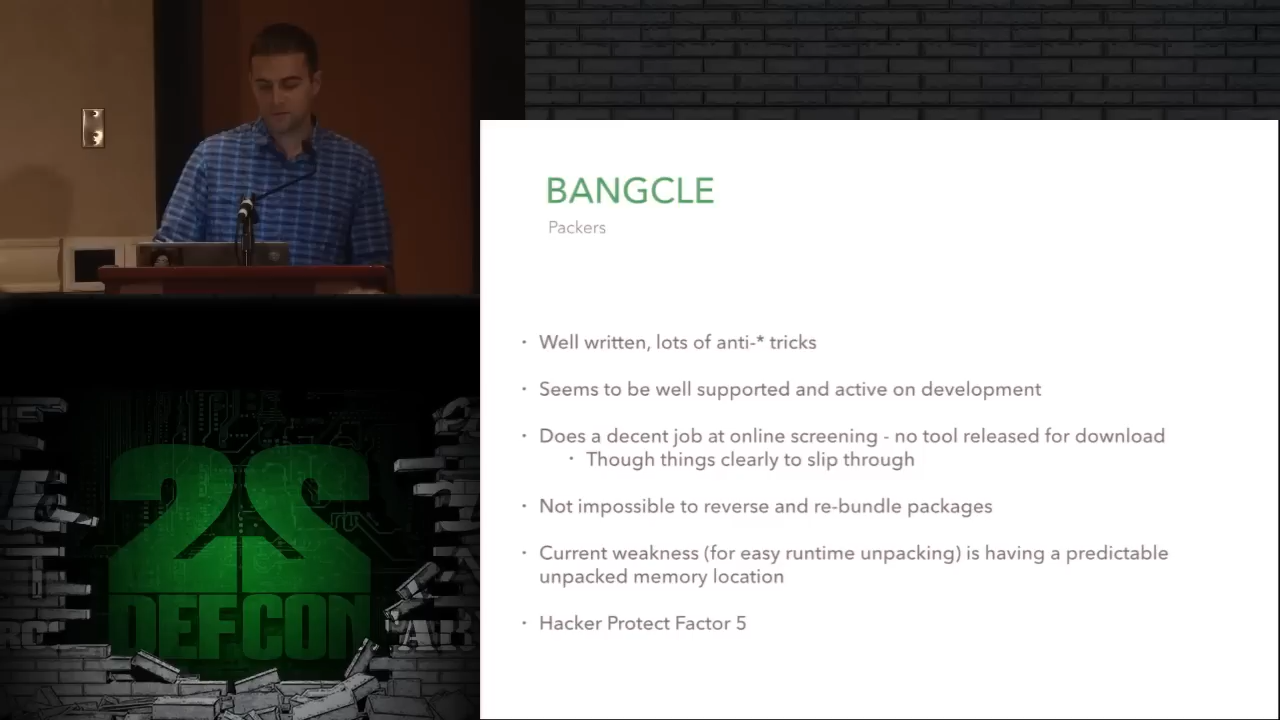 BANGCLE
Packers
· Well written, lots of anti-* tricks
· Seems to be well supported and active on development
· Does a decent job at online screening - no tool released for download
· Though things clearly to slip through
· Not impossible to reverse and re-bundle packages
· Current weakness (for easy runtime unpacking) is having a predictable
unpacked memory location
· Hacker Protect Factor 5
22
DEFCON